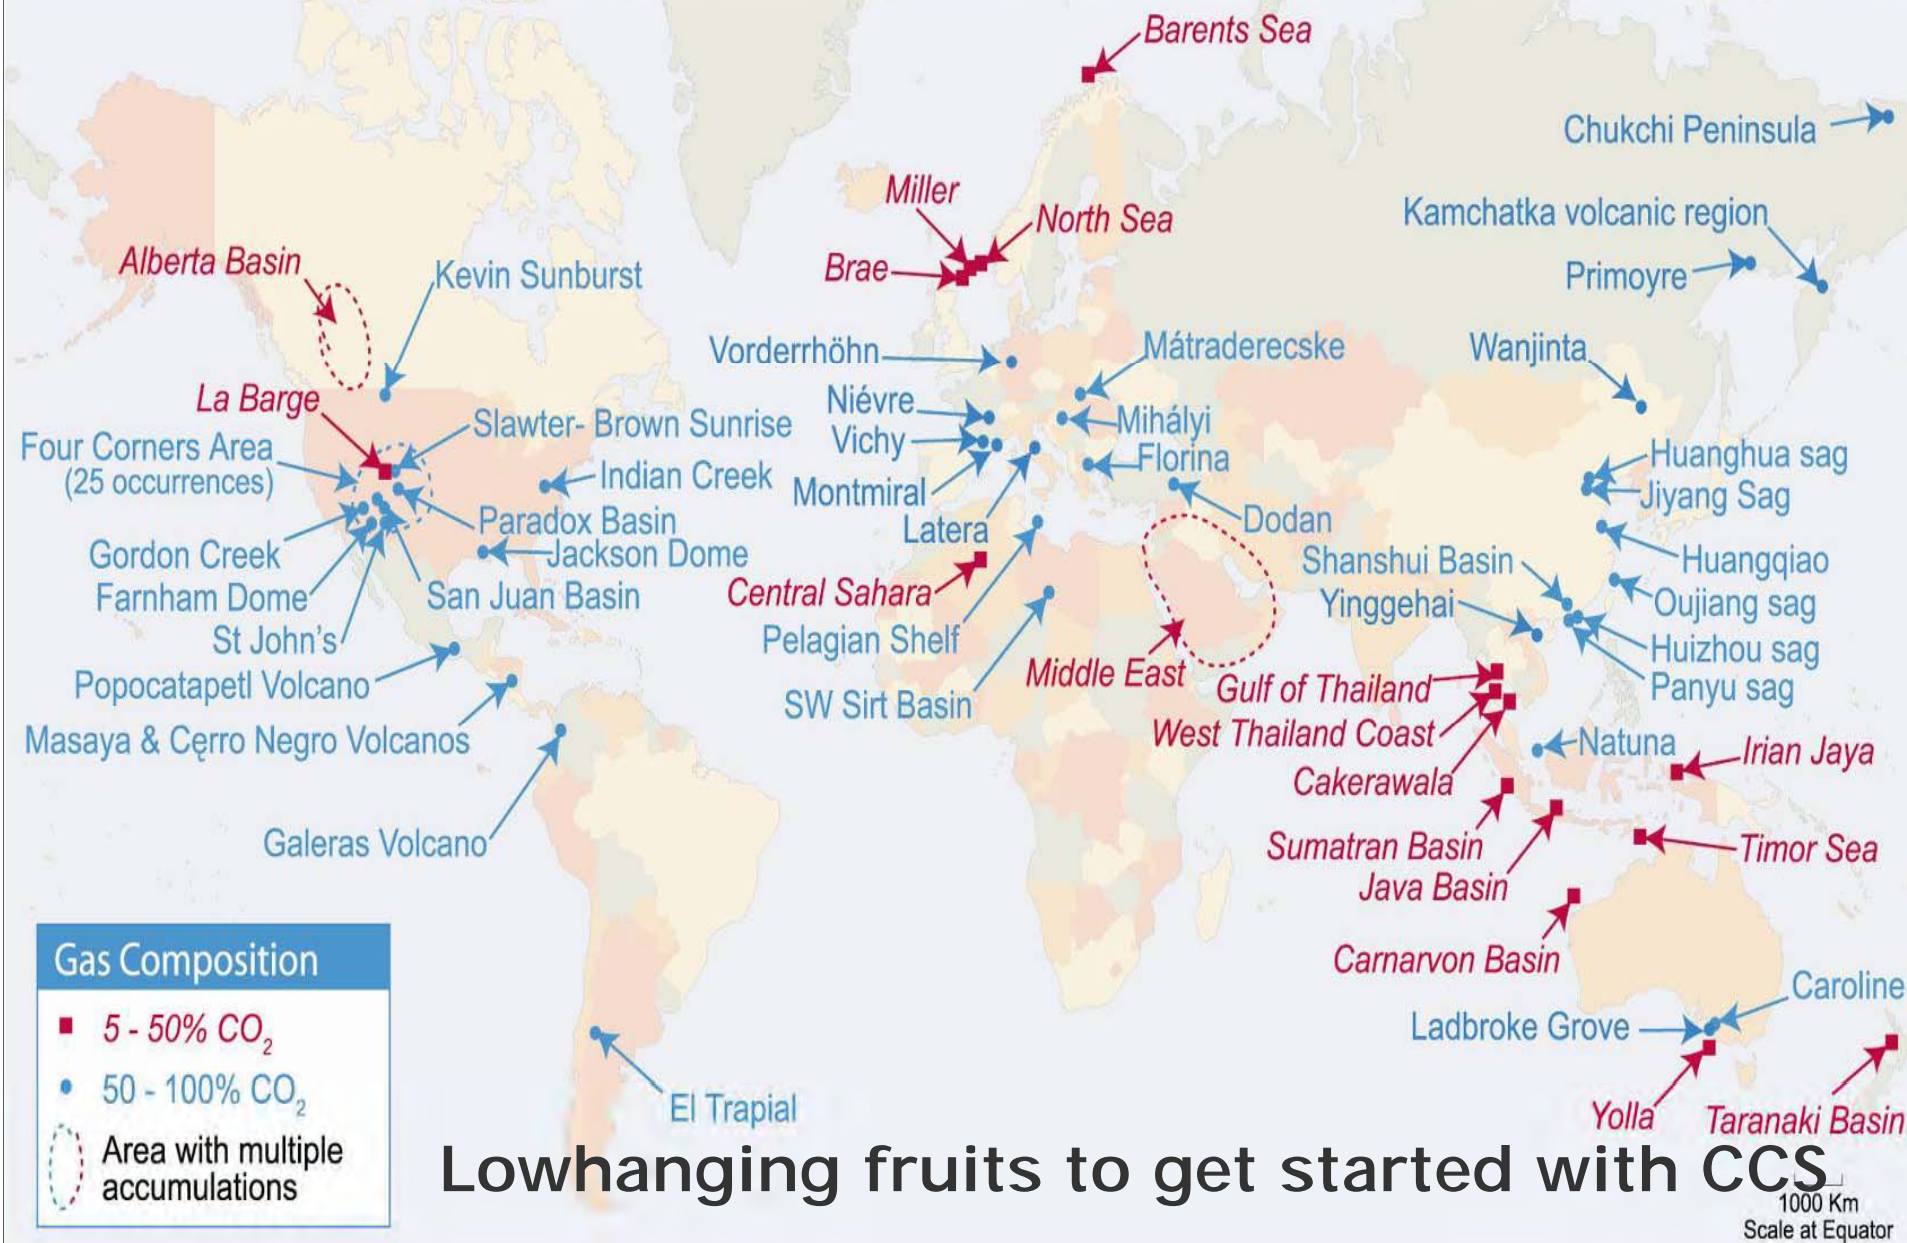 Barents Sea
Chukchi Peninsula
Miller
Kamchatka volcanic region
North Sea
Alberta Basin
Kevin Sunburst
Brae
Primoyre
Vorderrhöhn
Mátraderecske
Wanjinta
La Barge
Niévre
Slawter- Brown Sunrise
Mihályi
Vichy
Four Corners Area
(25 occurrences)
Florina
Huanghua sag
Indian Creek
Montmiral
Jiyang Sag
Paradox Basin
Latera
Dodan
Gordon Creek
Jackson Dome
Shanshui Basin
Huangqiao
Farnham Dome
San Juan Basin
Central Sahara
Yinggehai
Oujiang sag
St John's
Pelagian Shelf
Huizhou sag
Popocatapetl Volcano
Middle East
Gulf of Thailand
Panyu sag
SW Sirt Basin
Masaya & Cęrro Negro Volcanos
West Thailand Coast
Natuna
Irian Jaya
Cakerawala
Galeras Volcano
Sumatran Basin
Timor Sea
Java Basin
Carnarvon Basin
Caroline
Ladbroke Grove
El Trapial
Yolla
Taranaki Basin
Gas Composition
5 - 50% CO₂
50 - 100% CO₂
Area with multiple
accumulations
Lowhanging fruits to get started with CCS
1000 Km
Scale at Equator